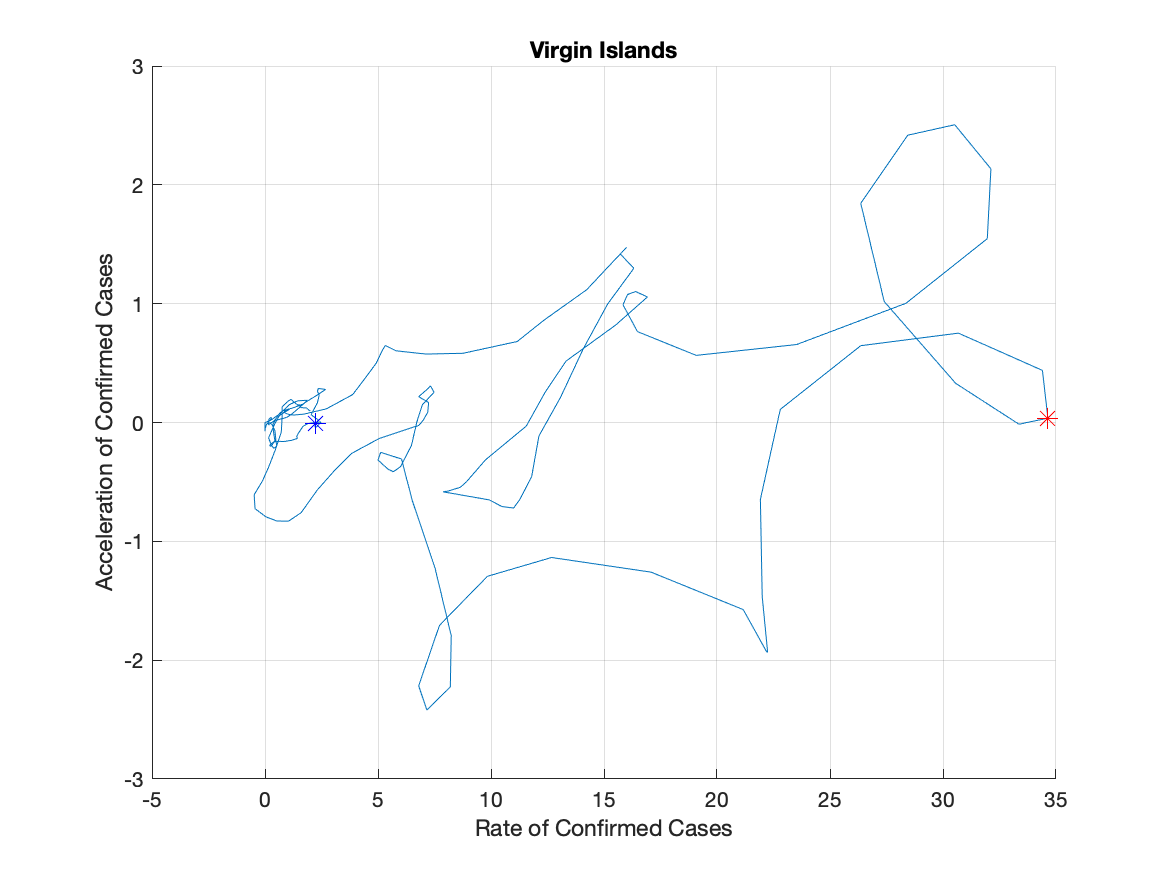 Virgin Islands
3
2
1
0
-1
-2
-3
Acceleration of Confirmed Cases
-5 0 5 10 15 20 25 30 35
Rate of Confirmed Cases